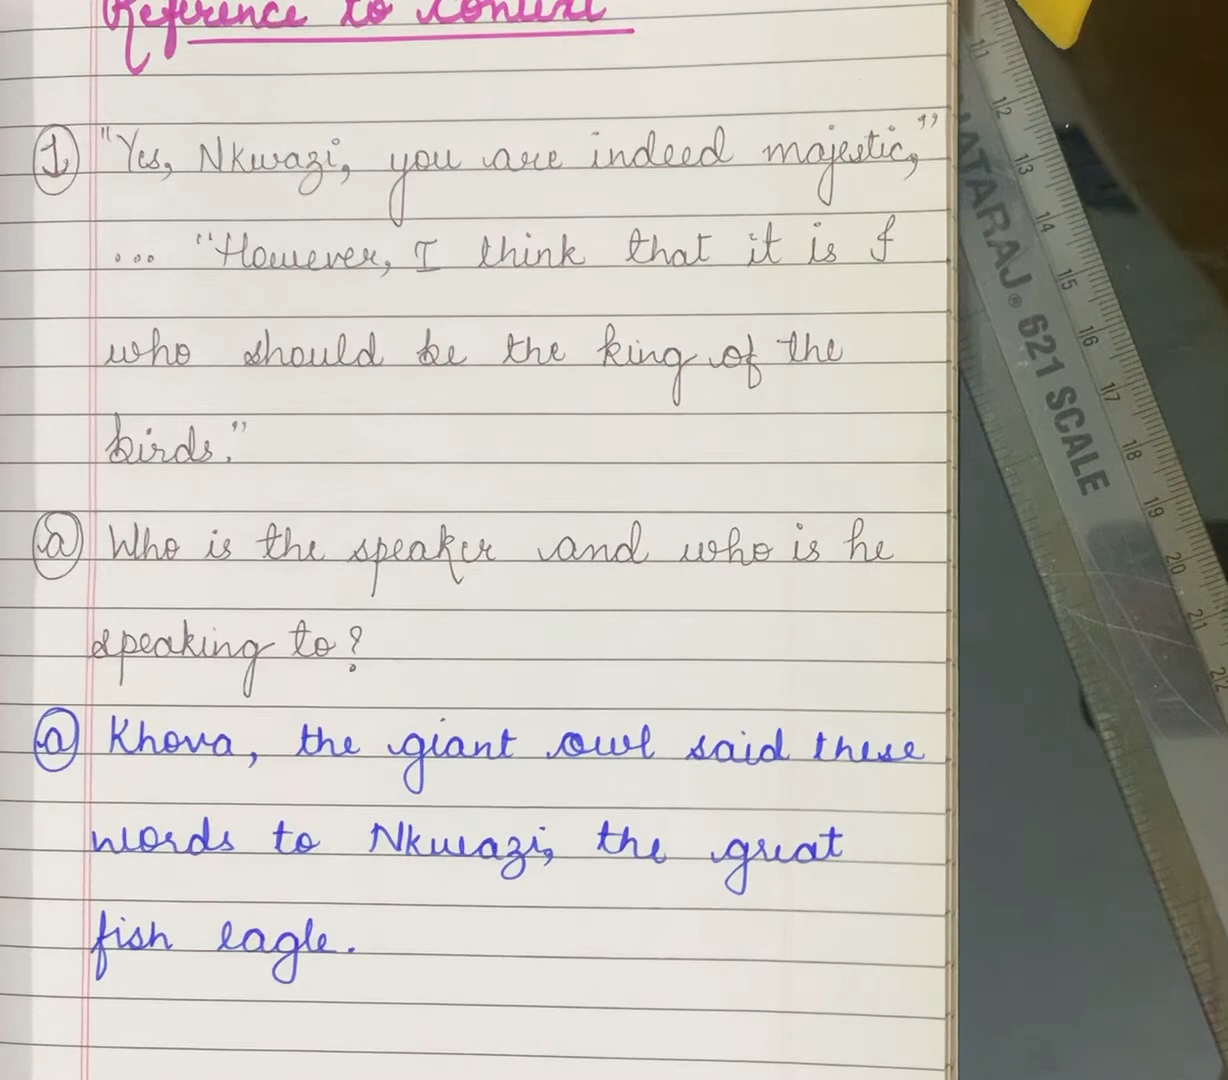 Reference to Context
1 "Yes, Nkwazi, you are indeed majestic,"
... "However, I think that it is I
who should be the king of the
birds."
a Who is the speaker and who is he
speaking to?
a Khova, the giant owl said these
words to Nkwazi, the great
fish eagle.
ATARAJ® 621 SCALE
11 12 13 14 15 16 17 18 19 20 21 22